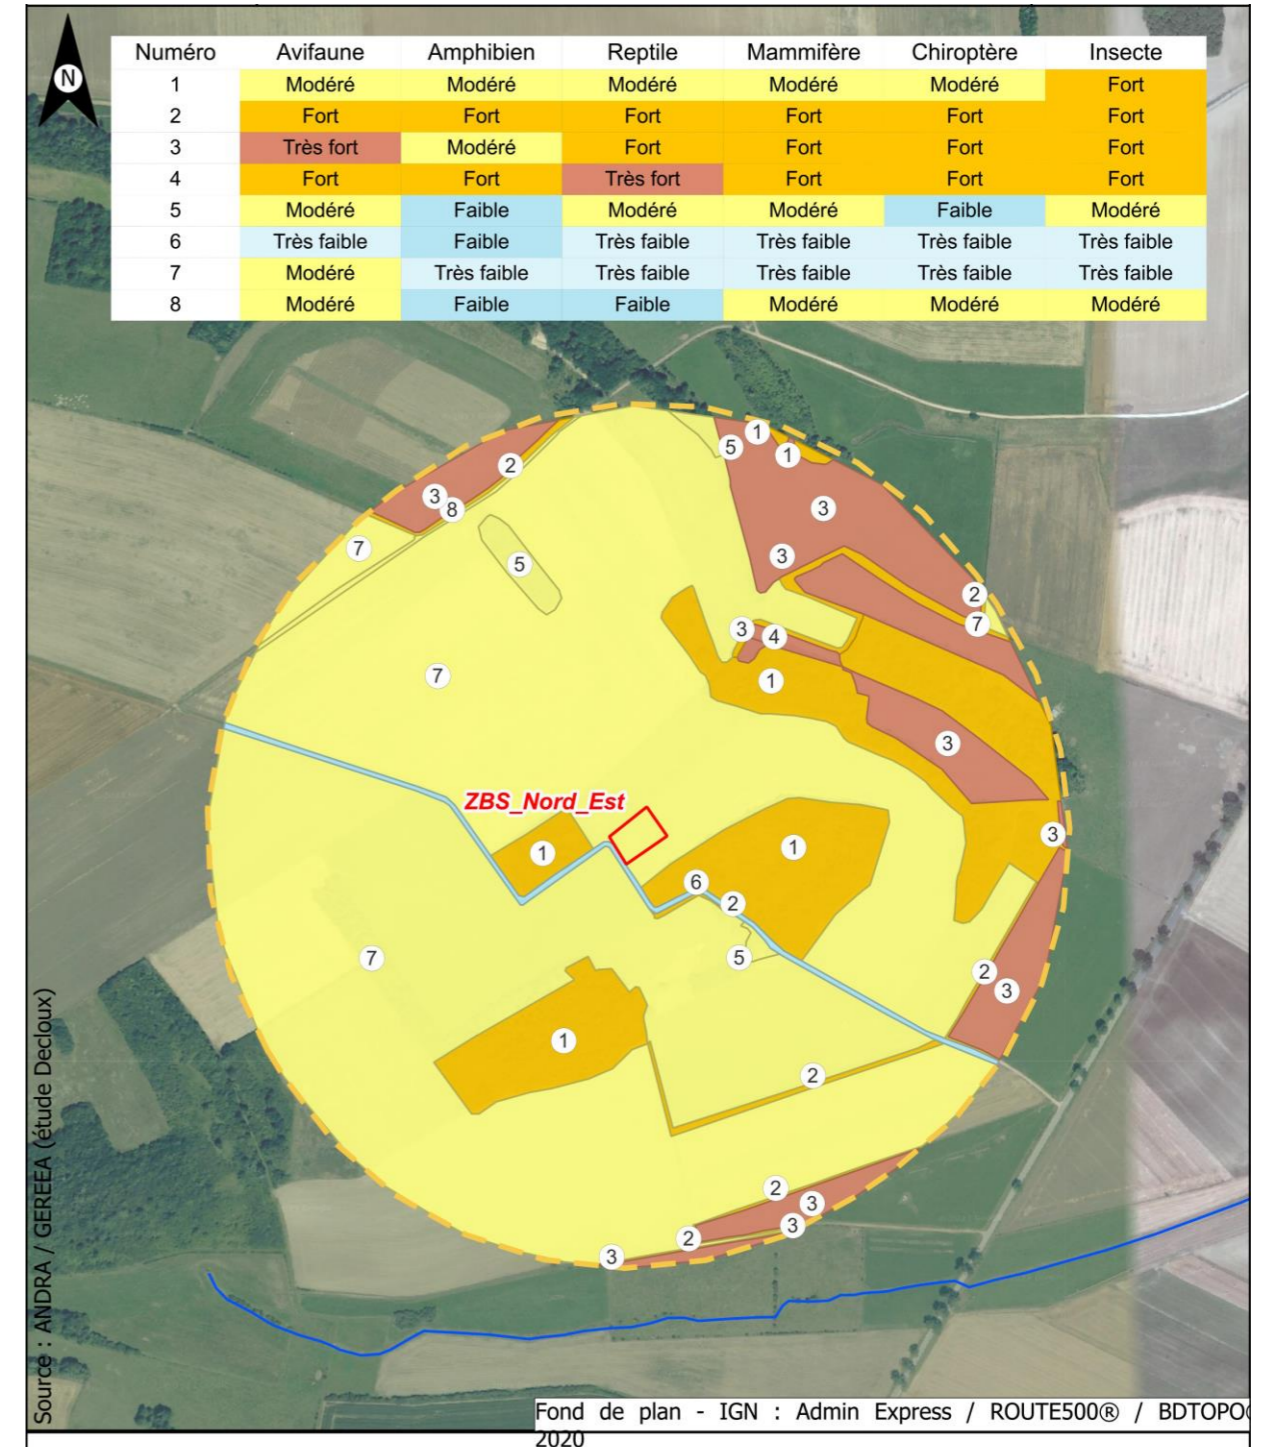 N
Numéro Avifaune Amphibien Reptile Mammifère Chiroptère Insecte
1 Modéré Modéré Modéré Modéré Modéré Fort
2 Fort Fort Fort Fort Fort Fort
3 Très fort Modéré Fort Fort Fort Fort
4 Fort Fort Très fort Fort Fort Fort
5 Modéré Faible Modéré Modéré Faible Modéré
6 Très faible Faible Très faible Très faible Très faible Très faible
7 Modéré Très faible Très faible Très faible Très faible Très faible
8 Modéré Faible Faible Modéré Modéré Modéré
1
5
1
2
3
8
3
7
3
5
2
7
3
4
7
1
3
ZBS_Nord_Est
3
1
1
6
2
7
5
2
3
1
2
2
3
3
2
3
Source : ANDRA / GEREEA (étude Decloux)
Fond de plan - IGN : Admin Express / ROUTE500® / BDTOPO©
2020